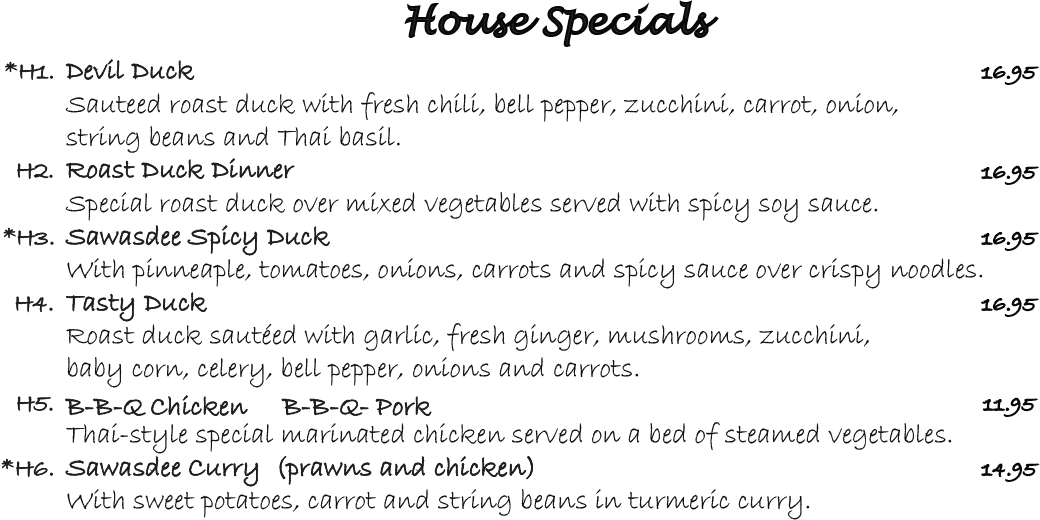 House Specials
*H1. Devil Duck 16.95
Sauteed roast duck with fresh chili, bell pepper, zucchini, carrot, onion,
string beans and Thai basil.
H2. Roast Duck Dinner 16.95
Special roast duck over mixed vegetables served with spicy soy sauce.
*H3. Sawasdee Spicy Duck 16.95
With pinneaple, tomatoes, onions, carrots and spicy sauce over crispy noodles.
H4. Tasty Duck 16.95
Roast duck sautéed with garlic, fresh ginger, mushrooms, zucchini,
baby corn, celery, bell pepper, onions and carrots.
H5. B-B-Q Chicken B-B-Q- Pork 11.95
Thai-style special marinated chicken served on a bed of steamed vegetables.
*H6. Sawasdee Curry (prawns and chicken) 14.95
With sweet potatoes, carrot and string beans in turmeric curry.